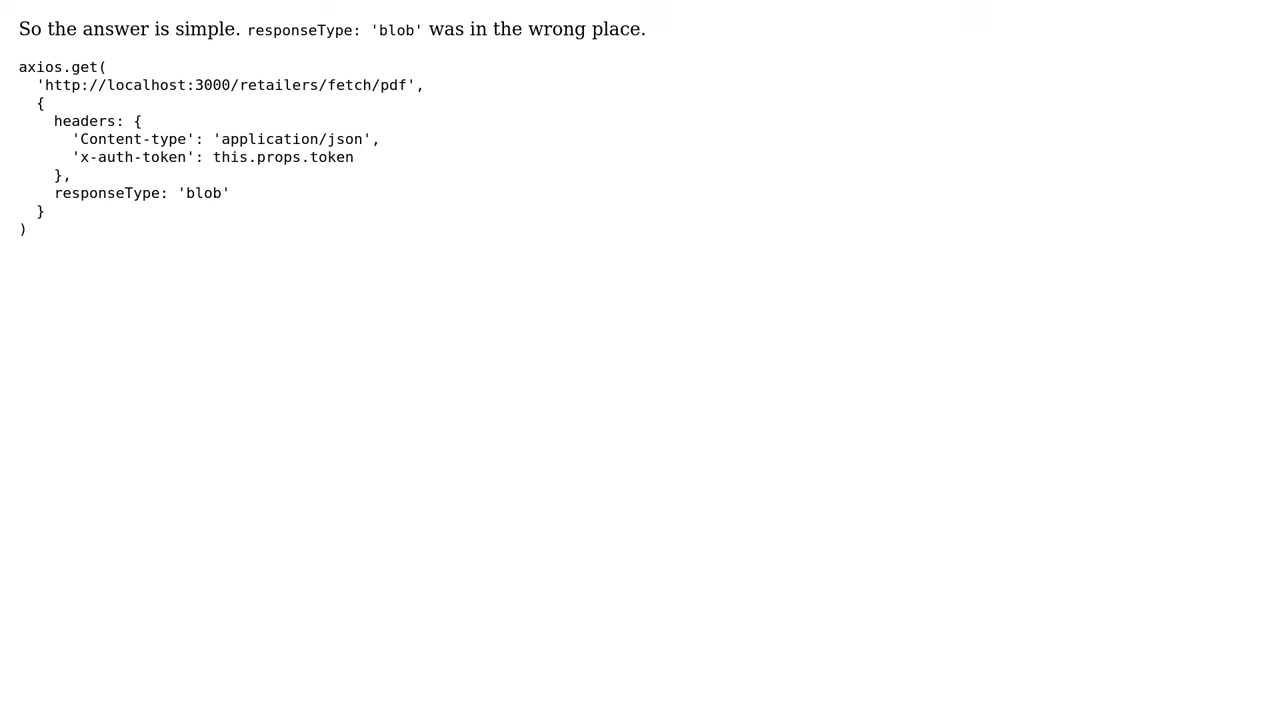 So the answer is simple. responseType: 'blob' was in the wrong place.
axios.get(
  'http://localhost:3000/retailers/fetch/pdf',
  {
    headers: {
      'Content-type': 'application/json',
      'x-auth-token': this.props.token
    },
    responseType: 'blob'
  }
)